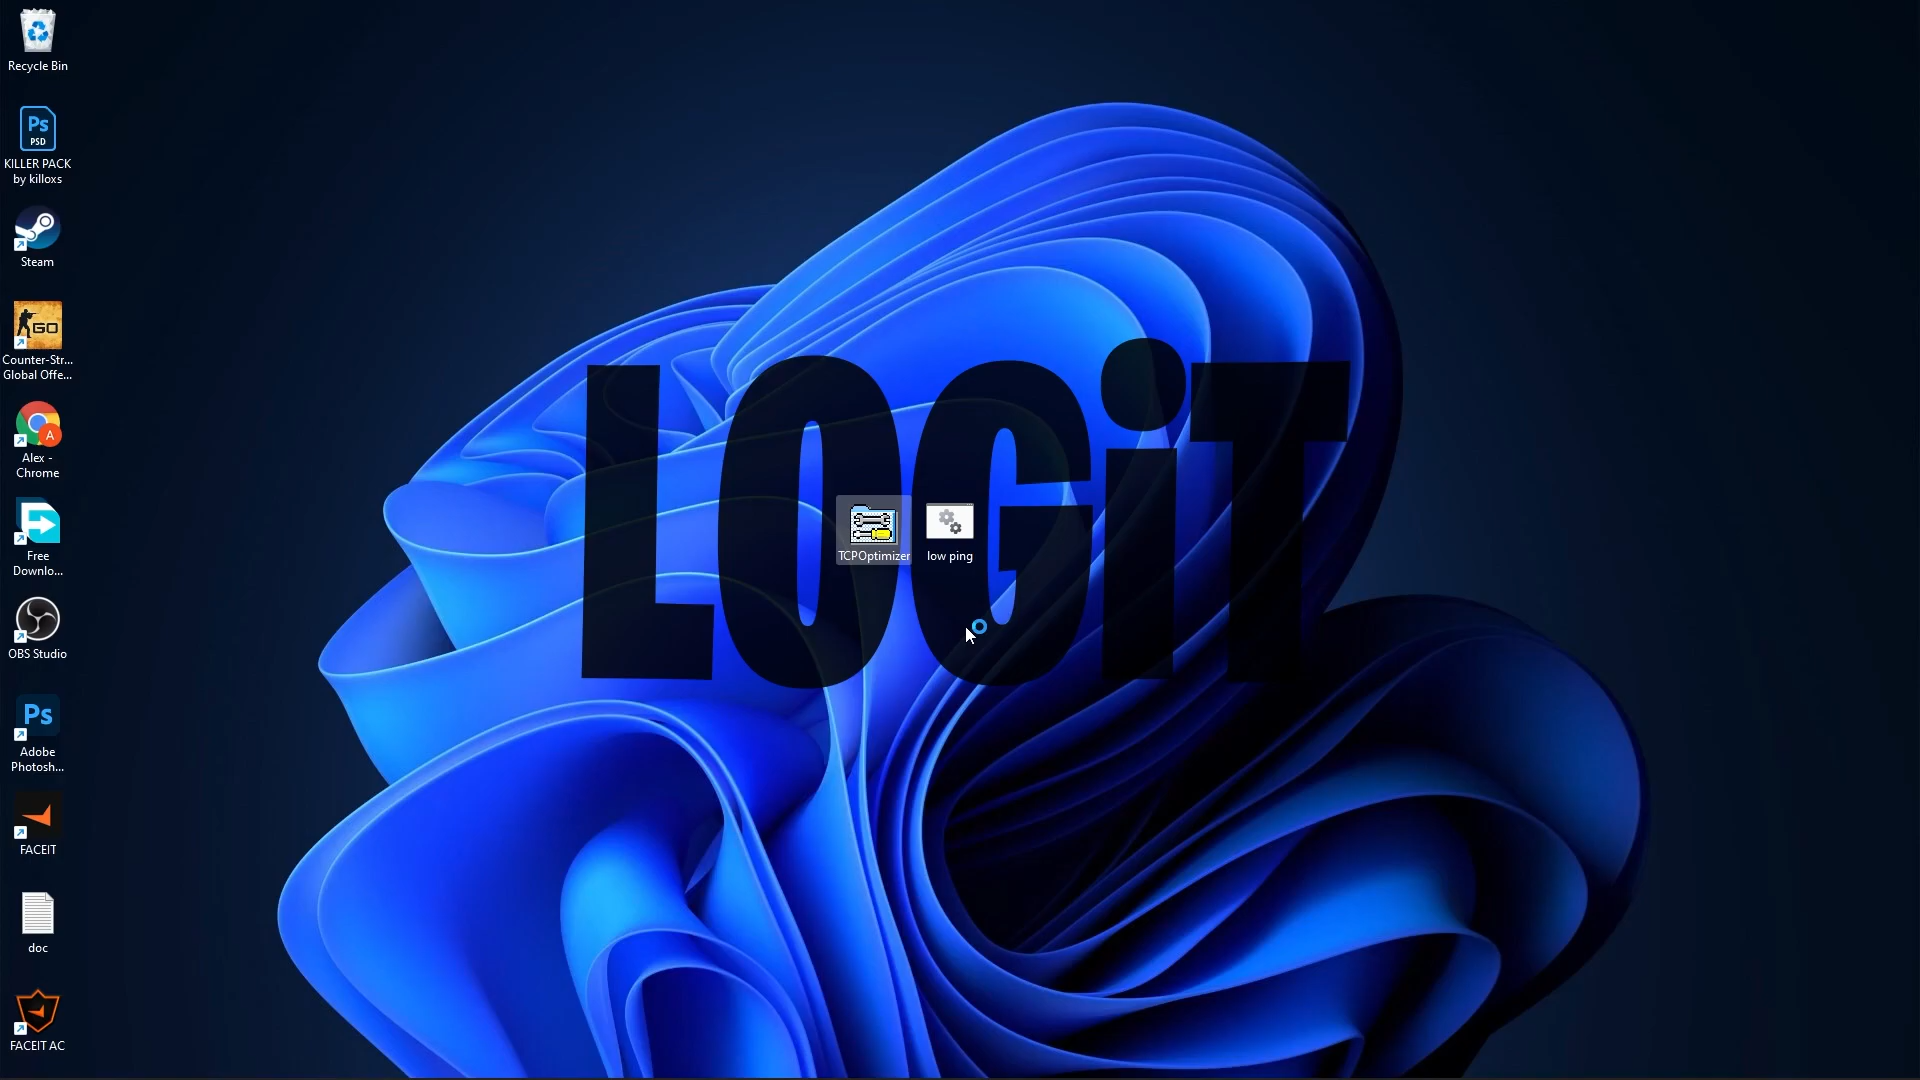 Recycle Bin
Ps
PSD
KILLER PACK
by killoxs
Steam
GO
Counter-Str...
Global Offe...
A
Alex -
Chrome
Free
Downlo...
OBS Studio
Ps
Adobe
Photosh...
FACEIT
doc
FACEIT AC
LOGiT
TCPOptimizer
low ping